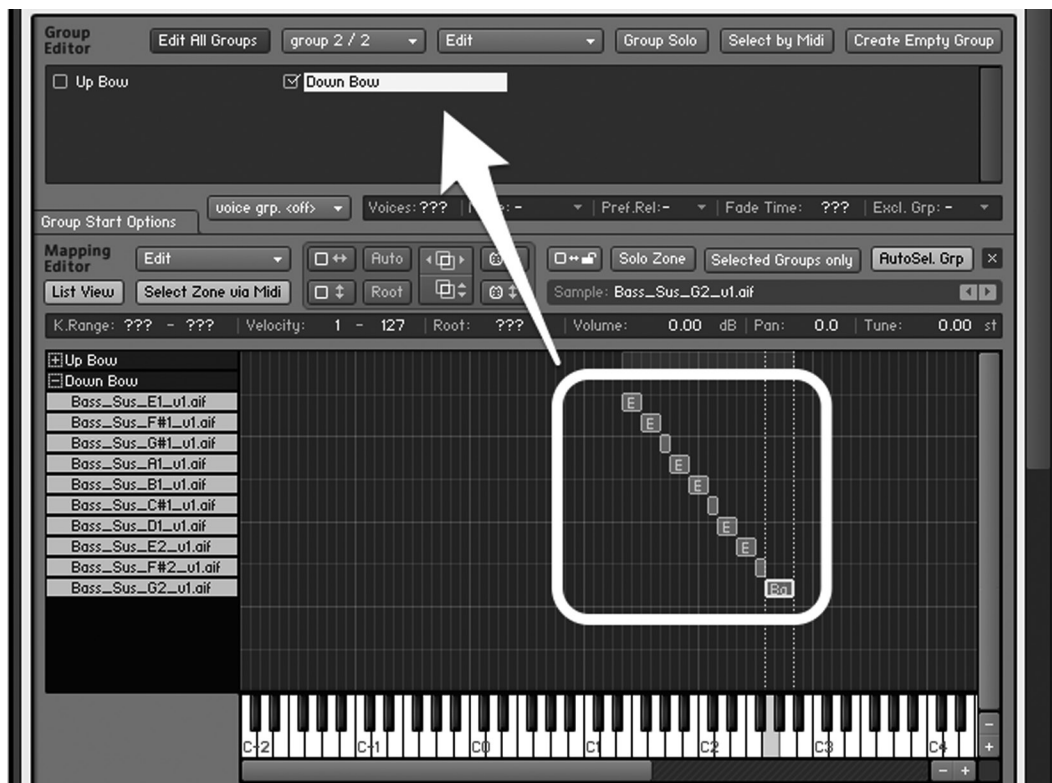 Group Editor Edit All Groups group 2 / 2 Edit Group Solo Select by Midi Create Empty Group
Up Bow Down Bow
voice grp. <off> Voices: ??? - Pref.Rel:- Fade Time: ??? Excl. Grp: -
Group Start Options
Mapping Editor Edit Auto Solo Zone Selected Groups only AutoSel. Grp
List View Select Zone via Midi Root Sample: Bass_Sus_G2_v1.aif
K.Range: ??? - ??? Velocity: 1 - 127 Root: ??? Volume: 0.00 dB Pan: 0.0 Tune: 0.00 st
Up Bow
Down Bow
Bass_Sus_E1_v1.aif E
Bass_Sus_F#1_v1.aif E
Bass_Sus_G#1_v1.aif
Bass_Sus_A1_v1.aif E
Bass_Sus_B1_v1.aif E
Bass_Sus_C#1_v1.aif
Bass_Sus_D1_v1.aif E
Bass_Sus_E2_v1.aif E
Bass_Sus_F#2_v1.aif
Bass_Sus_G2_v1.aif Ba
C-2 C-1 C0 C1 C2 C3 C4